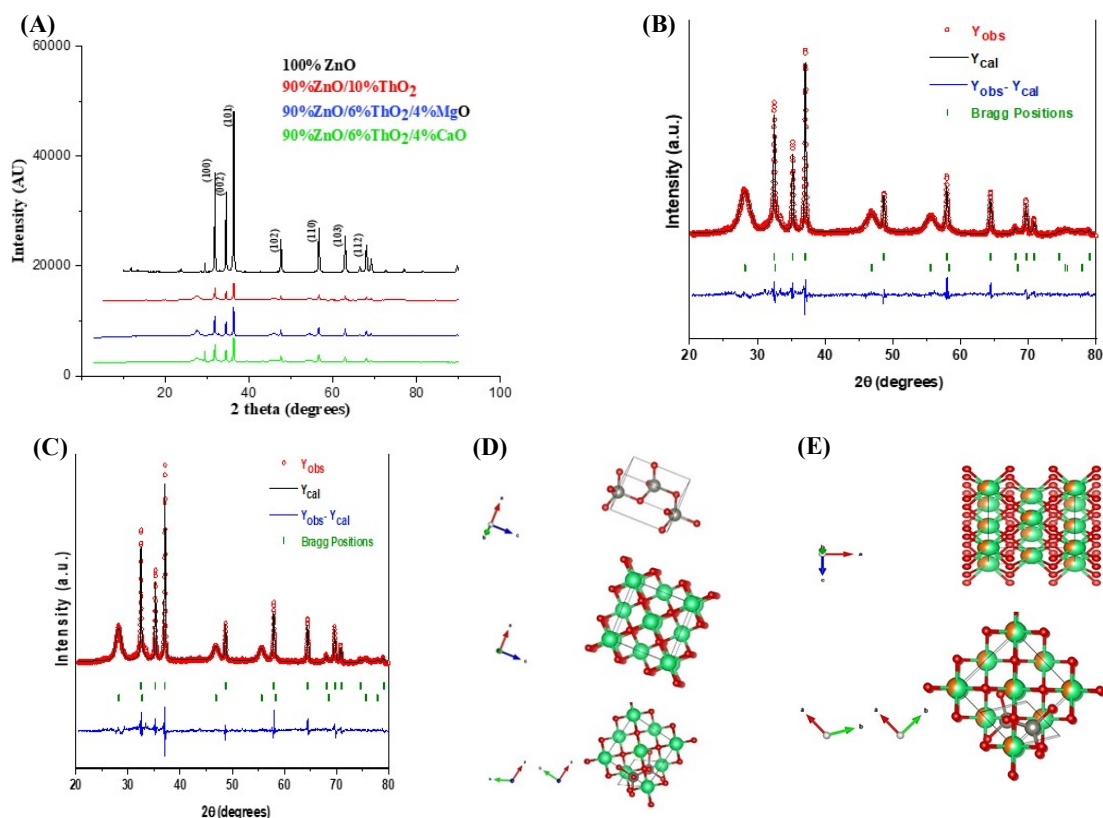 (A)
60000
40000
20000
0
Intensity (AU)
20
40
60
80
100
2 theta (degrees)
100% ZnO
90%ZnO/10%ThO2
90%ZnO/6%ThO2/4%MgO
90%ZnO/6%ThO2/4%CaO
(100)
(002)
(101)
(102)
(110)
(103)
(112)
(B)
Yobs
Ycal
Yobs- Ycal
Bragg Positions
Intensity (a.u.)
20
30
40
50
60
70
80
2θ (degrees)
(C)
Yobs
Ycal
Yobs- Ycal
Bragg Positions
Intensity (a.u.)
20
30
40
50
60
70
80
2θ(degrees)
(D)
(E)
a
b
a
b